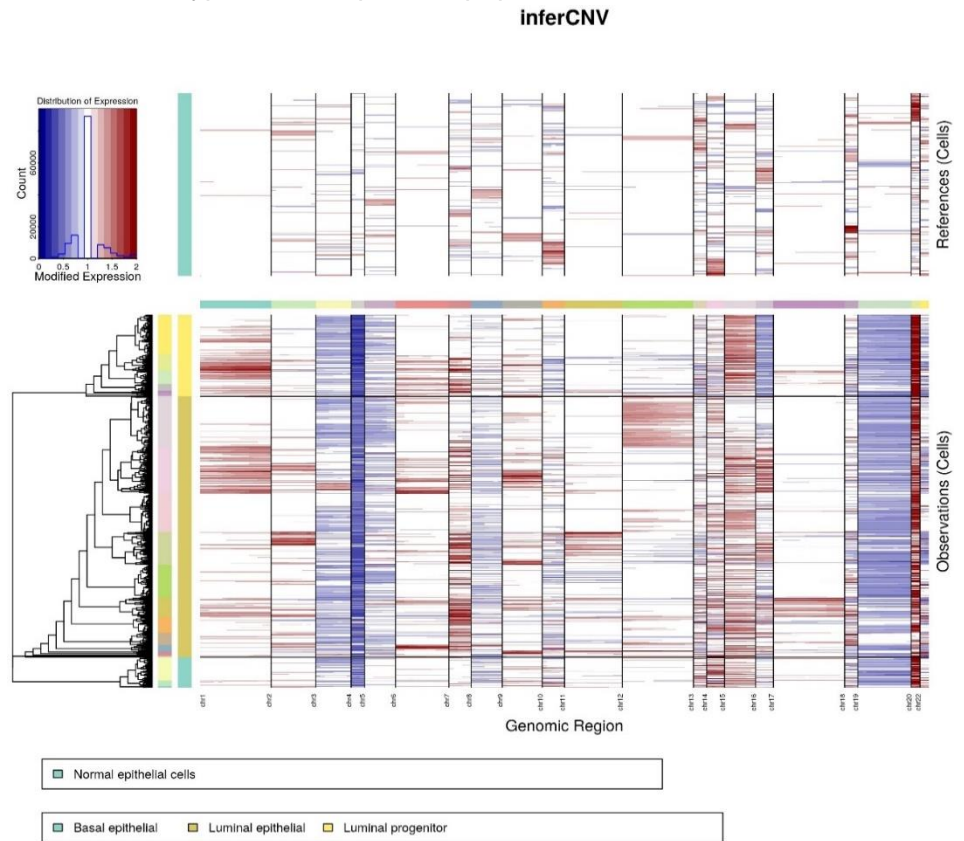 inferCNV
Distribution of Expression
Count
0 20000 60000
0 0.5 1 1.5 2
Modified Expression
References (Cells)
Observations (Cells)
chr1 chr2 chr3 chr4 chr5 chr6 chr7 chr8 chr9 chr10 chr11 chr12 chr13 chr14 chr15 chr16 chr17 chr18 chr19 chr20 chr22
Genomic Region
Normal epithelial cells
Basal epithelial Luminal epithelial Luminal progenitor